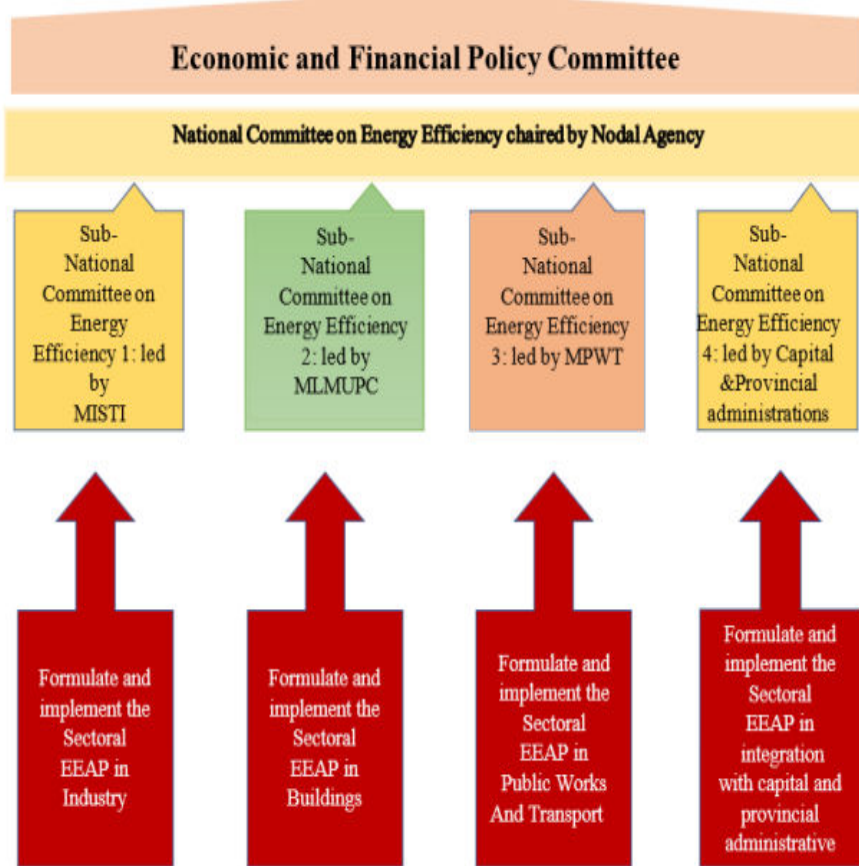 Economic and Financial Policy Committee
National Committee on Energy Efficiency chaired by Nodal Agency
Sub-
National
Committee on
Energy
Efficiency 1: led
by
MISTI
Sub-
National
Committee on
Energy Efficiency
2: led by
MLMUPC
Sub-
National
Committee on
Energy Efficiency
3: led by MPWT
Sub-
National
Committee on
Energy Efficiency
4: led by Capital
&Provincial
administrations
Formulate and
implement the
Sectoral
EEAP in
Industry
Formulate and
implement the
Sectoral
EEAP in
Buildings
Formulate and
implement the
Sectoral
EEAP in
Public Works
And Transport
Formulate and
implement the
Sectoral
EEAP in
integration
with capital and
provincial
administrative